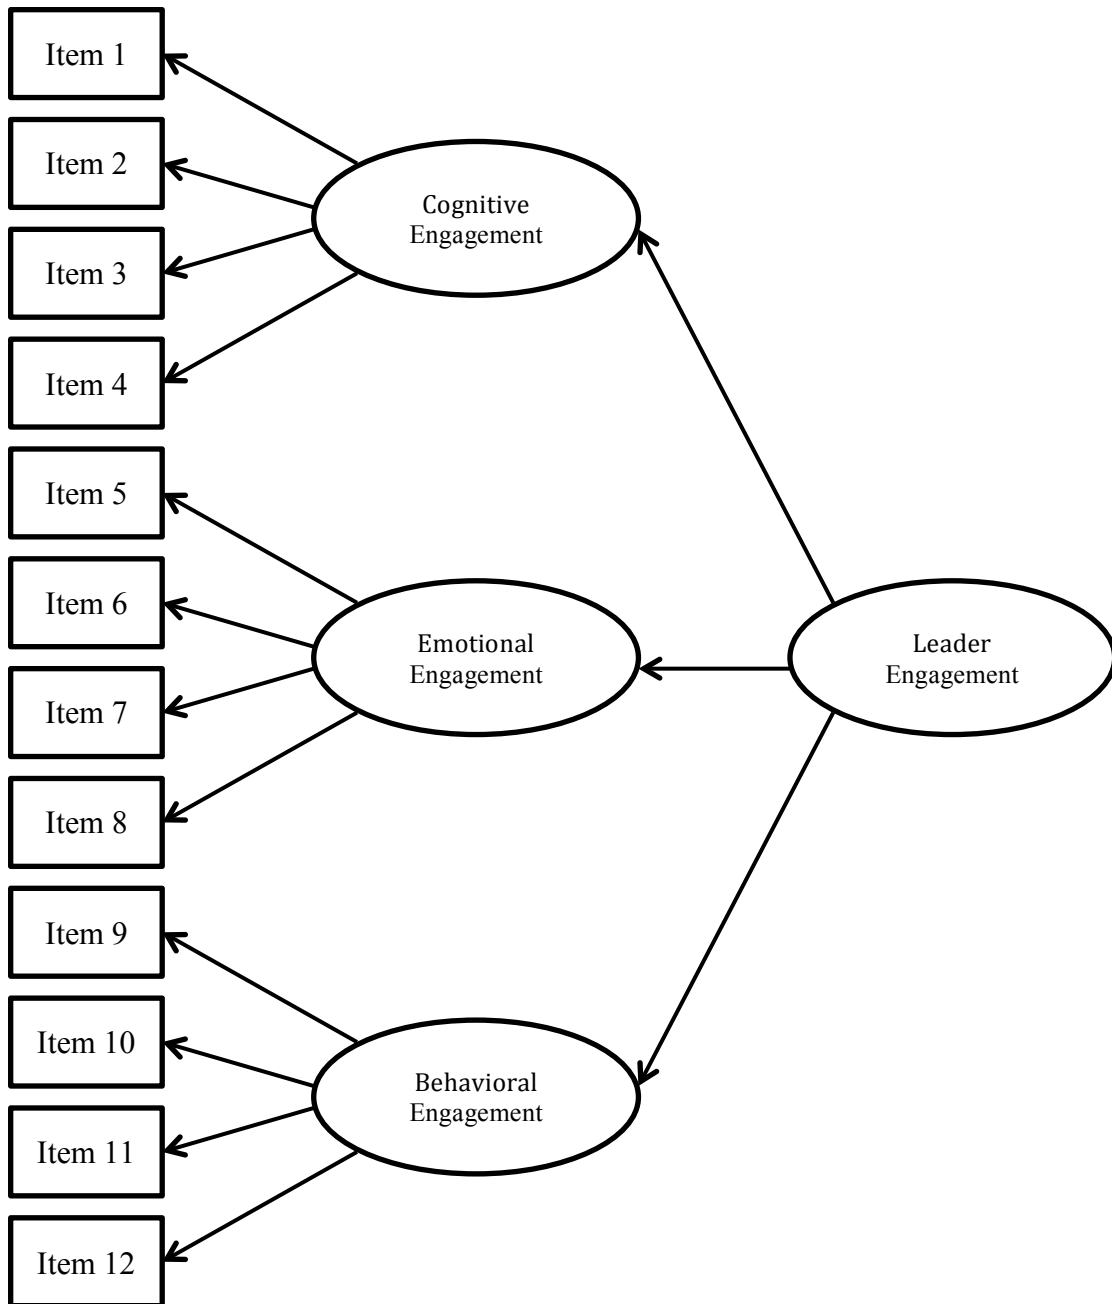 Item 1
Item 2
Item 3
Item 4
Item 5
Item 6
Item 7
Item 8
Item 9
Item 10
Item 11
Item 12
Cognitive
Engagement
Emotional
Engagement
Behavioral
Engagement
Leader
Engagement